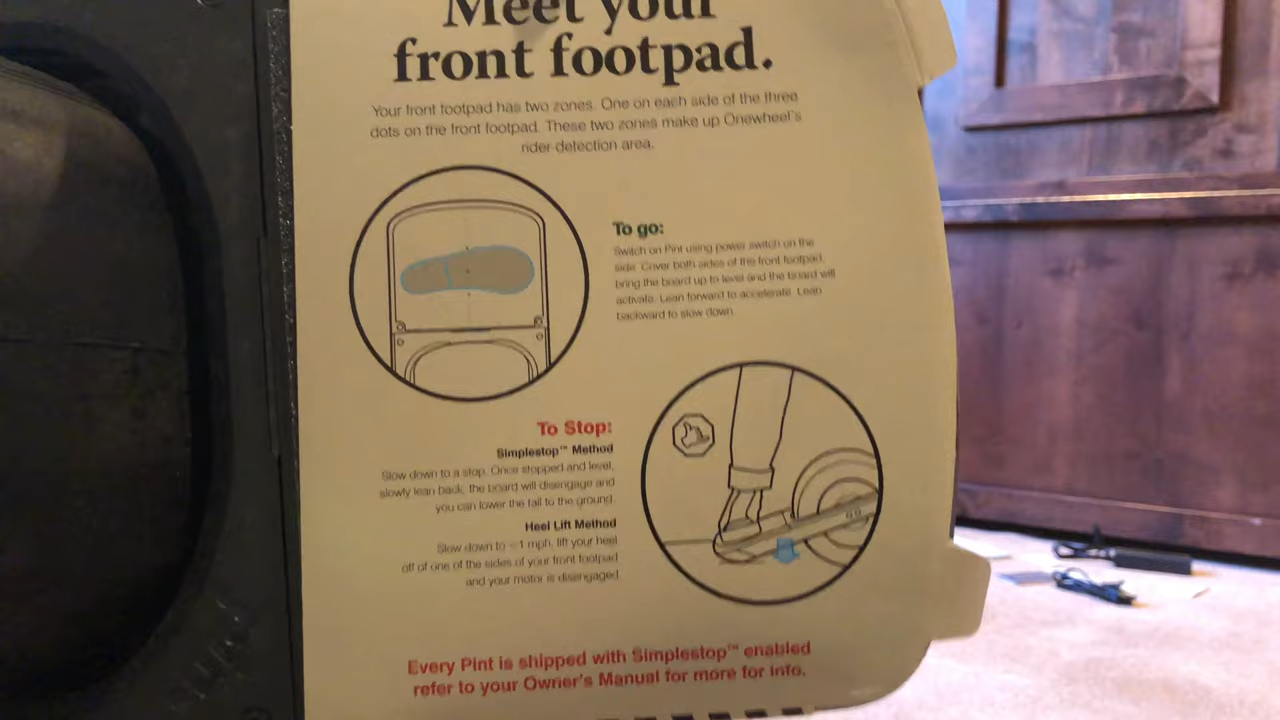 Meet your
front footpad.
Your front footpad has two zones. One on each side of the three
dots on the front footpad. These two zones make up Onewheel's
rider detection area.
To go:
Switch on Pint using power switch on the
side. Cover both sides of the front footpad,
bring the board up to level and the board will
activate. Lean forward to accelerate. Lean
backward to slow down.
To Stop:
Simplestop™ Method
Slow down to a stop. Once stopped and level,
slowly lean back, the board will disengage and
you can lower the tail to the ground.
Heel Lift Method
Slow down to <1 mph, lift your heel
off of one of the sides of your front footpad
and your motor is disengaged
Every Pint is shipped with Simplestop™ enabled
refer to your Owner's Manual for more for info.